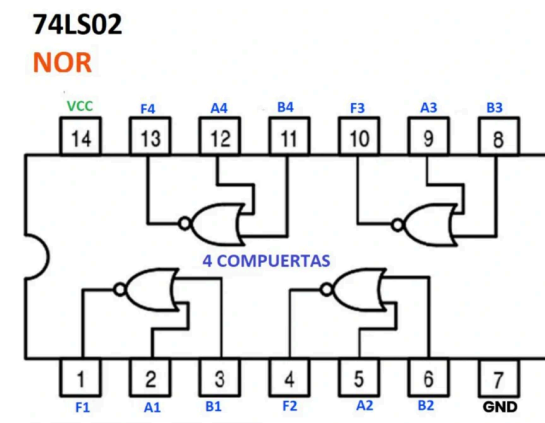 74LS02
NOR
VCC F4 A4 B4 F3 A3 B3
14 13 12 11 10 9 8
4 COMPUERTAS
1 2 3 4 5 6 7
F1 A1 B1 F2 A2 B2 GND